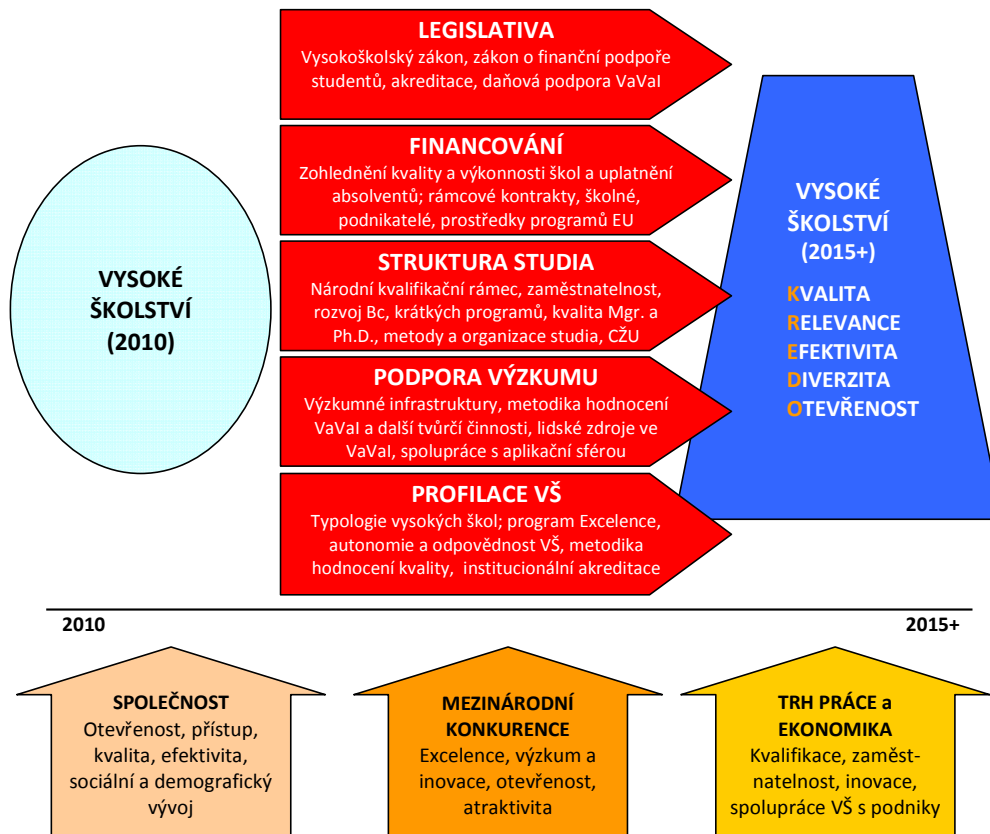 LEGISLATIVA
Vysokoškolský zákon, zákon o finanční podpoře
studentů, akreditace, daňová podpora VaVaI
FINANCOVÁNÍ
Zohlednění kvality a výkonnosti škol a uplatnění
absolventů; rámcové kontrakty, školné,
podnikatelé, prostředky programů EU
STRUKTURA STUDIA
Národní kvalifikační rámec, zaměstnatelnost,
rozvoj Bc, krátkých programů, kvalita Mgr. a
Ph.D., metody a organizace studia, CŽU
PODPORA VÝZKUMU
Výzkumné infrastruktury, metodika hodnocení
VaVaI a další tvůrčí činnosti, lidské zdroje ve
VaVaI, spolupráce s aplikační sférou
PROFILACE VŠ
Typologie vysokých škol; program Excelence,
autonomie a odpovědnost VŠ, metodika
hodnocení kvality, institucionální akreditace
VYSOKÉ
ŠKOLSTVÍ
(2010)
VYSOKÉ
ŠKOLSTVÍ
(2015+)
KVALITA
RELEVANCE
EFEKTIVITA
DIVERZITA
OTEVŘENOST
2010
2015+
SPOLEČNOST
Otevřenost, přístup,
kvalita, efektivita,
sociální a demografický
vývoj
MEZINÁRODNÍ
KONKURENCE
Excelence, výzkum a
inovace, otevřenost,
atraktivita
TRH PRÁCE a
EKONOMIKA
Kvalifikace, zaměst-
natelnost, inovace,
spolupráce VŠ s podniky